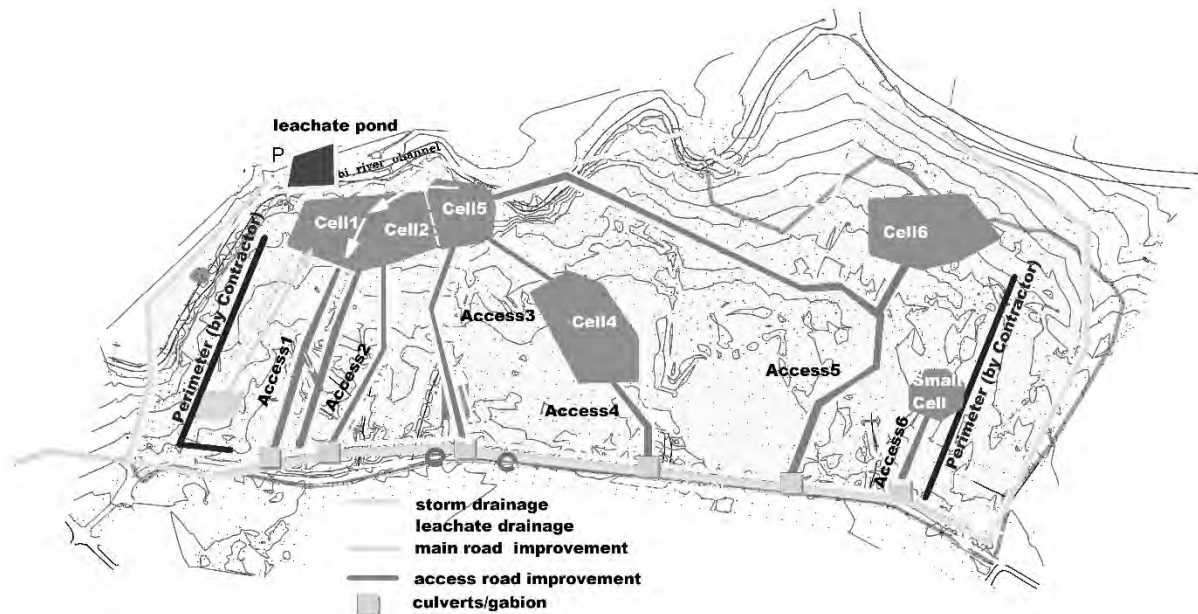 leachate pond
P
bi river channel
Cell1
Cell2
Cell5
Cell6
Perimeter (by Contractor)
Access1
Access2
Access3
Cell4
Access4
Access5
Small
Cell
Access6
Perimeter (by Contractor)
storm drainage
leachate drainage
main road improvement
access road improvement
culverts/gabion